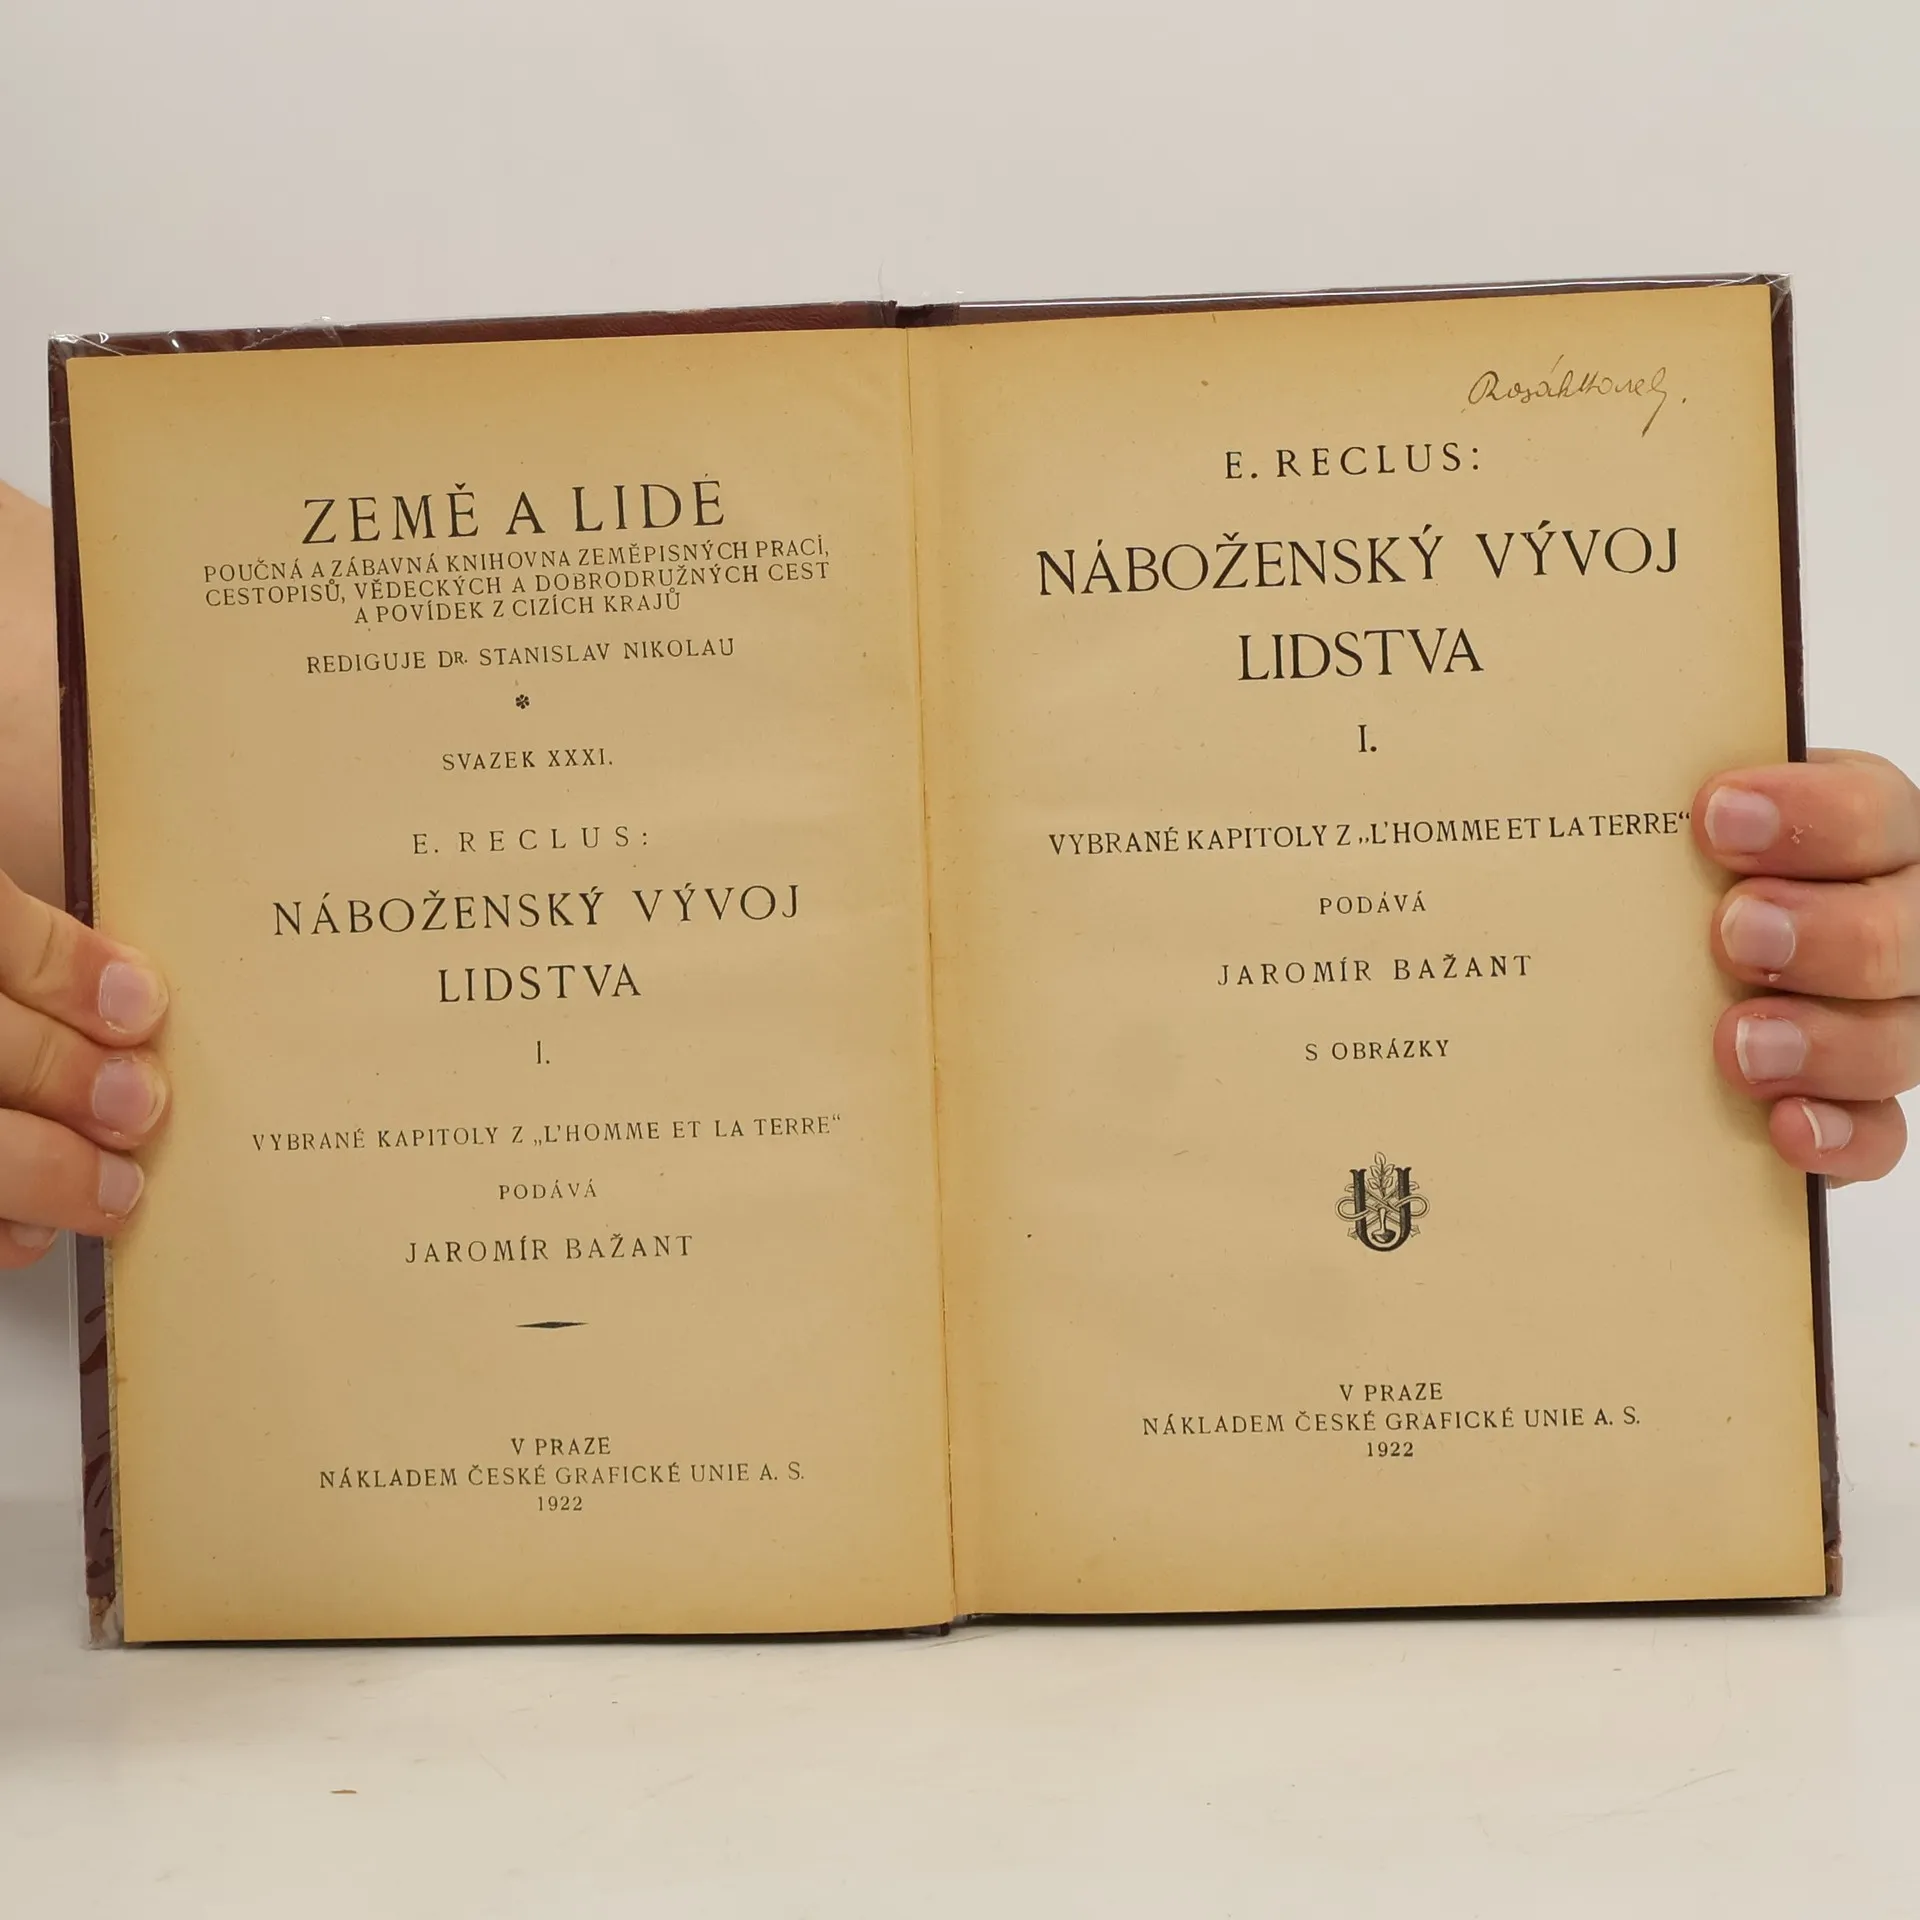 ZEMĚ A LIDÉ
POUČNÁ A ZÁBAVNÁ KNIHOVNA ZEMĚPISNÝCH PRACÍ,
CESTOPISŮ, VĚDECKÝCH A DOBRODRUŽNÝCH CEST
A POVÍDEK Z CIZÍCH KRAJŮ
REDIGUJE DR. STANISLAV NIKOLAU
SVAZEK XXXI.
E. RECLUS:
NÁBOŽENSKÝ VÝVOJ
LIDSTVA
I.
VYBRANÉ KAPITOLY Z „L'HOMME ET LA TERRE“
PODÁVÁ
JAROMÍR BAŽANT
V PRAZE
NÁKLADEM ČESKÉ GRAFICKÉ UNIE A. S.
1922
E. RECLUS:
NÁBOŽENSKÝ VÝVOJ
LIDSTVA
I.
VYBRANÉ KAPITOLY Z „L'HOMME ET LA TERRE“
PODÁVÁ
JAROMÍR BAŽANT
S OBRÁZKY
U
V PRAZE
NÁKLADEM ČESKÉ GRAFICKÉ UNIE A. S.
1922